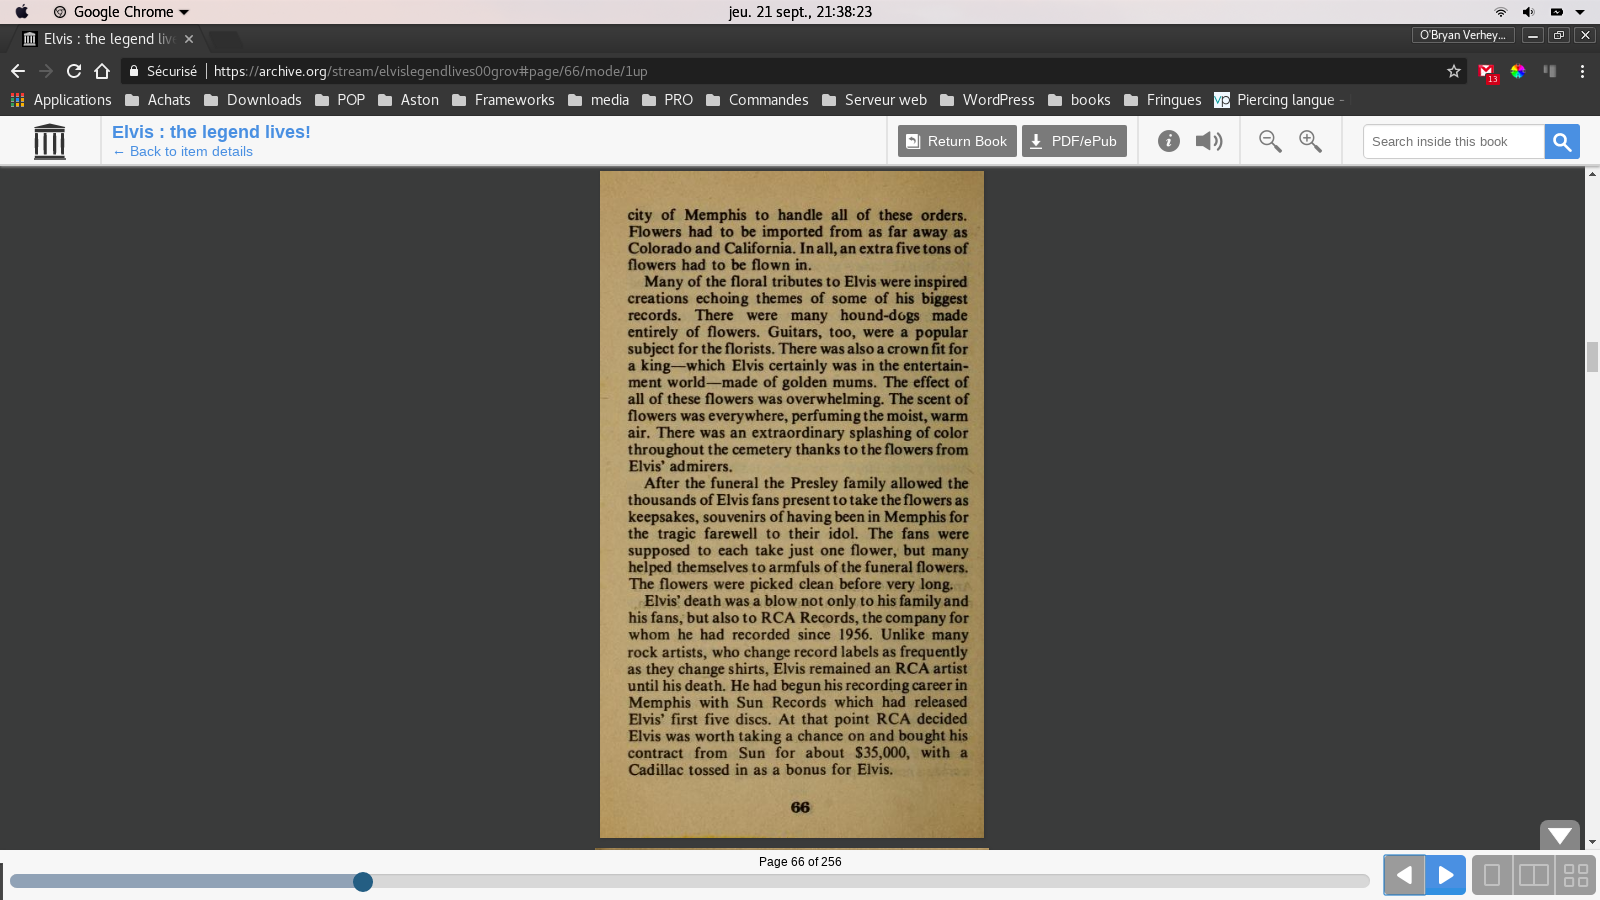 Google Chrome
jeu. 21 sept., 21:38:23
Elvis : the legend live
O'Bryan Verhey...
Sécurisé
https://archive.org/stream/elvislegendlives00grov#page/66/mode/1up
13
Applications Achats Downloads POP Aston Frameworks media PRO Commandes Serveur web WordPress books Fringues Piercing langue -
Elvis : the legend lives!
← Back to item details
Return Book
PDF/ePub
Search inside this book
city of Memphis to handle all of these orders.
Flowers had to be imported from as far away as
Colorado and California. In all, an extra five tons of
flowers had to be flown in.
Many of the floral tributes to Elvis were inspired
creations echoing themes of some of his biggest
records. There were many hound-dogs made
entirely of flowers. Guitars, too, were a popular
subject for the florists. There was also a crown fit for
a king—which Elvis certainly was in the entertain-
ment world—made of golden mums. The effect of
all of these flowers was overwhelming. The scent of
flowers was everywhere, perfuming the moist, warm
air. There was an extraordinary splashing of color
throughout the cemetery thanks to the flowers from
Elvis' admirers.
After the funeral the Presley family allowed the
thousands of Elvis fans present to take the flowers as
keepsakes, souvenirs of having been in Memphis for
the tragic farewell to their idol. The fans were
supposed to each take just one flower, but many
helped themselves to armfuls of the funeral flowers.
The flowers were picked clean before very long.
Elvis' death was a blow not only to his family and
his fans, but also to RCA Records, the company for
whom he had recorded since 1956. Unlike many
rock artists, who change record labels as frequently
as they change shirts, Elvis remained an RCA artist
until his death. He had begun his recording career in
Memphis with Sun Records which had released
Elvis' first five discs. At that point RCA decided
Elvis was worth taking a chance on and bought his
contract from Sun for about $35,000, with a
Cadillac tossed in as a bonus for Elvis.
66
Page 66 of 256